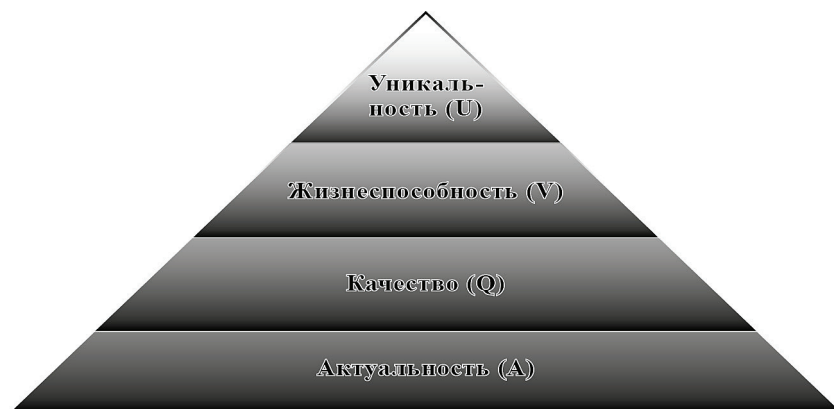 Уникаль-
ность (U)
Жизнеспособность (V)
Качество (Q)
Актуальность (A)